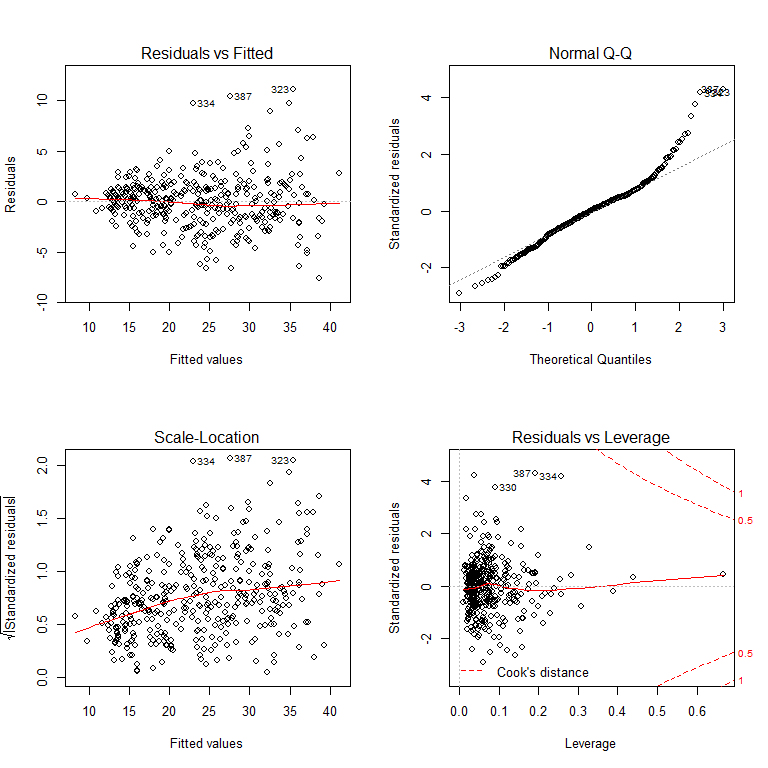 Residuals vs Fitted
Residuals
10
5
0
-5
-10
334
387
323
10 15 20 25 30 35 40
Fitted values
Normal Q-Q
Standardized residuals
4
2
0
-2
-3 -2 -1 0 1 2 3
Theoretical Quantiles
Scale-Location
√|Standardized residuals|
2.0
1.5
1.0
0.5
0.0
334
387
323
10 15 20 25 30 35 40
Fitted values
Residuals vs Leverage
Standardized residuals
4
2
0
-2
387
334
330
1
0.5
0.5
1
Cook's distance
0.0 0.1 0.2 0.3 0.4 0.5 0.6
Leverage